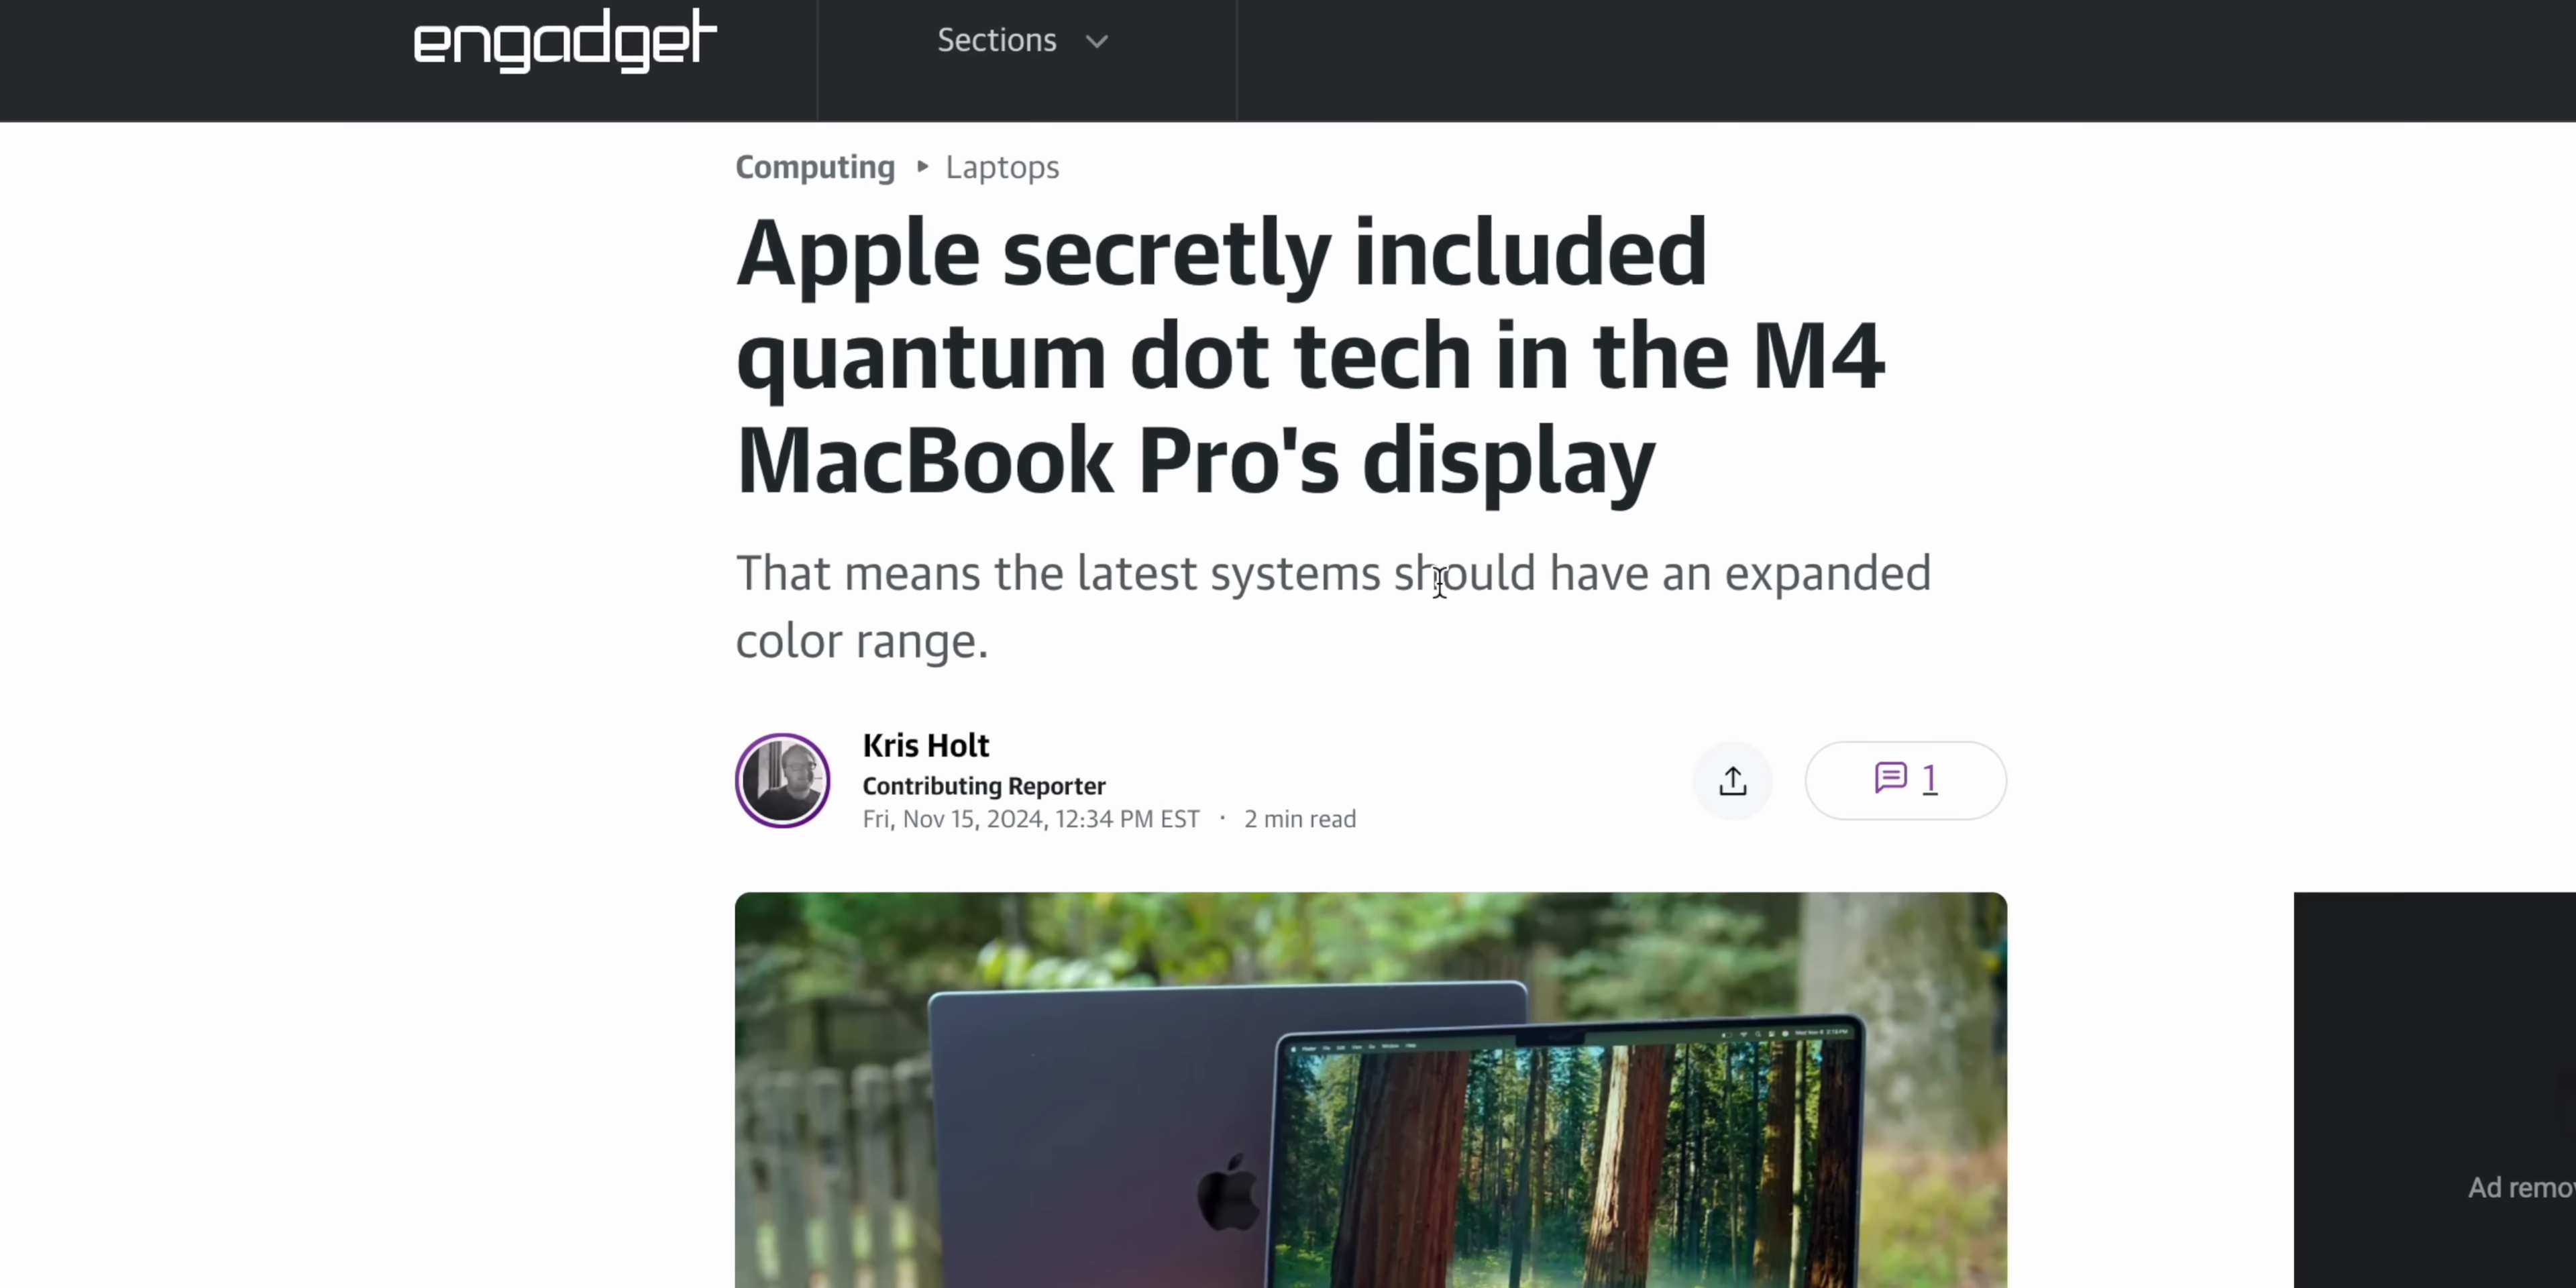 engadget
Sections
Computing ▸ Laptops
Apple secretly included
quantum dot tech in the M4
MacBook Pro's display
That means the latest systems should have an expanded
color range.
Kris Holt
Contributing Reporter
Fri, Nov 15, 2024, 12:34 PM EST · 2 min read
1
Ad remo